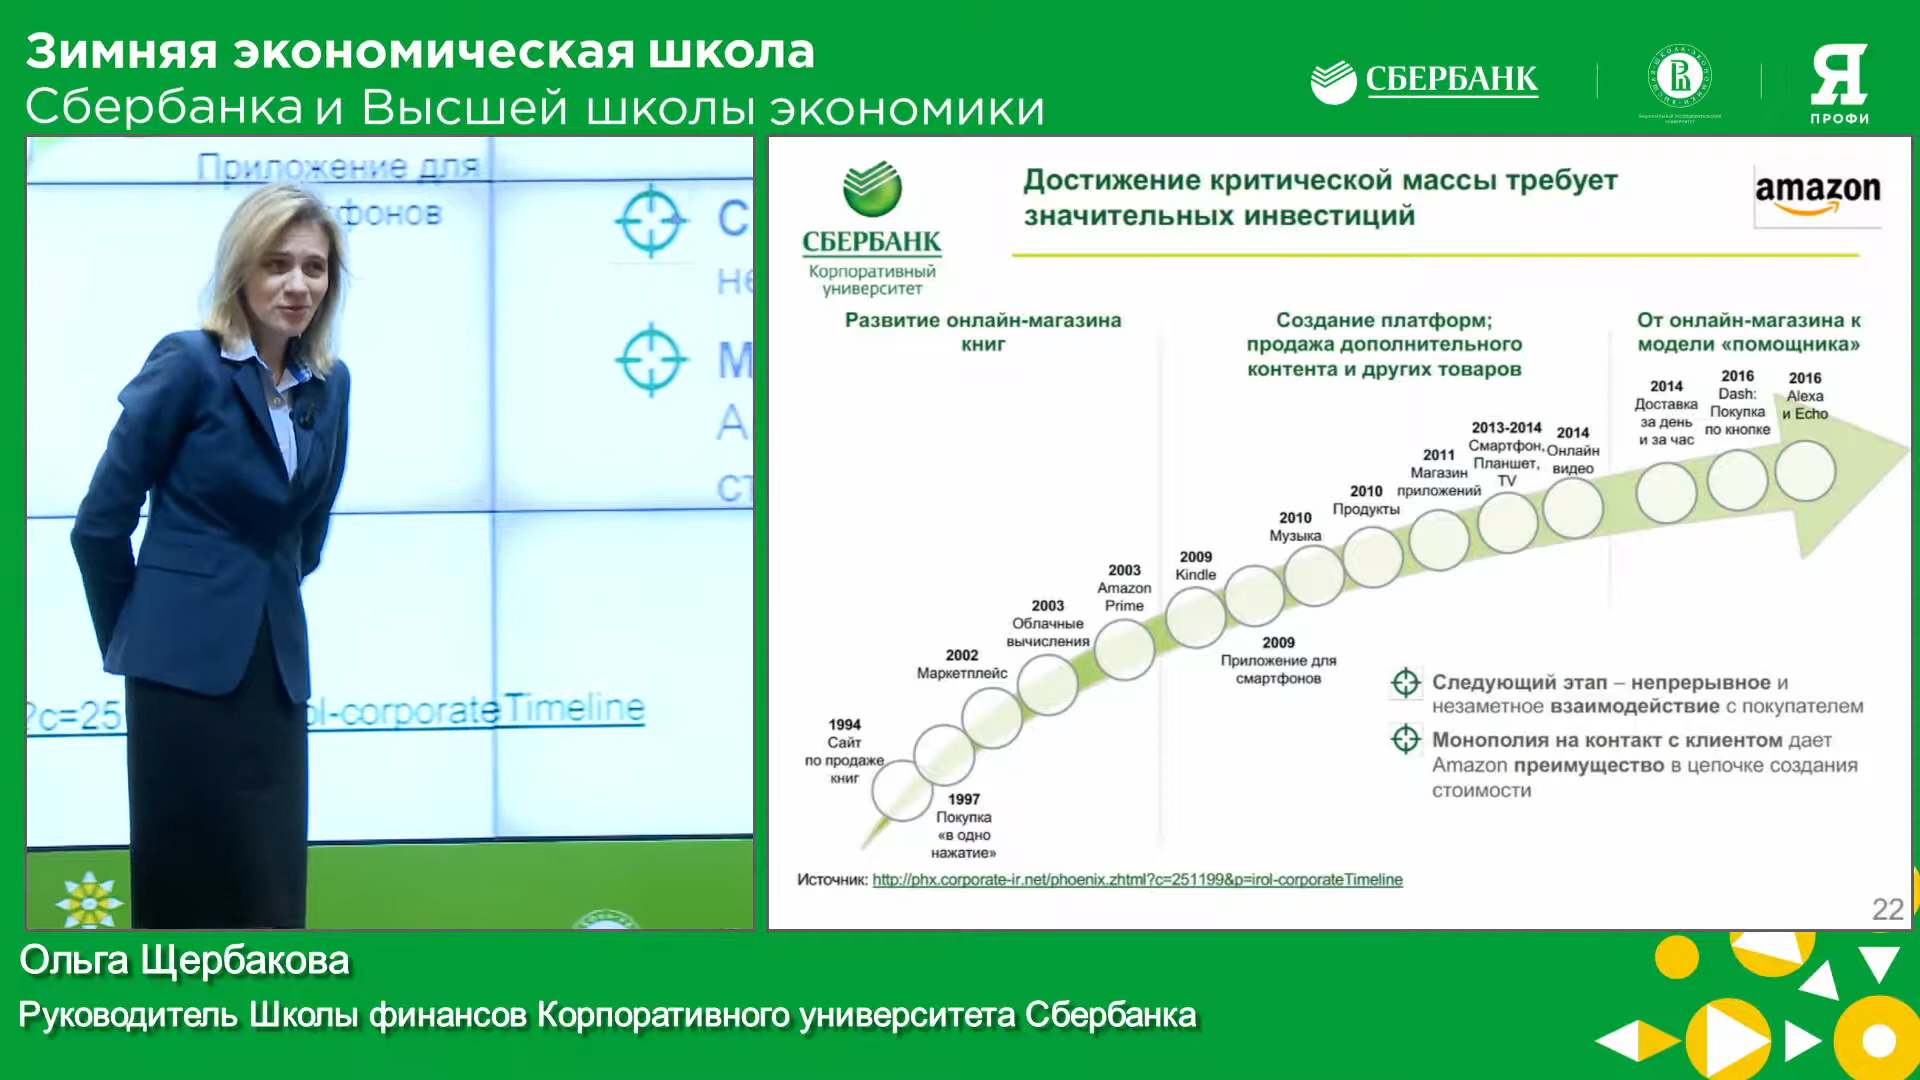 Зимняя экономическая школа
Сбербанка и Высшей школы экономики
СБЕРБАНК
Я
ПРОФИ
Приложение для
фонов
С
не
М
А
ст
?c=251
ol-corporateTimeline
СБЕРБАНК
Корпоративный
университет
Достижение критической массы требует
значительных инвестиций
amazon
Развитие онлайн-магазина
книг
Создание платформ;
продажа дополнительного
контента и других товаров
От онлайн-магазина к
модели «помощника»
1994
Сайт
по продаже
книг
1997
Покупка
«в одно
нажатие»
2002
Маркетплейс
2003
Облачные
вычисления
2003
Amazon
Prime
2009
Kindle
2009
Приложение для
смартфонов
2010
Музыка
2010
Продукты
2011
Магазин
приложений
2013-2014
Смартфон,
Планшет,
TV
2014
Онлайн
видео
2014
Доставка
за день
и за час
2016
Dash:
Покупка
по кнопке
2016
Alexa
и Echo
Следующий этап – непрерывное и
незаметное взаимодействие с покупателем
Монополия на контакт с клиентом дает
Amazon преимущество в цепочке создания
стоимости
Источник: http://phx.corporate-ir.net/phoenix.zhtml?c=251199&p=irol-corporateTimeline
22
Ольга Щербакова
Руководитель Школы финансов Корпоративного университета Сбербанка